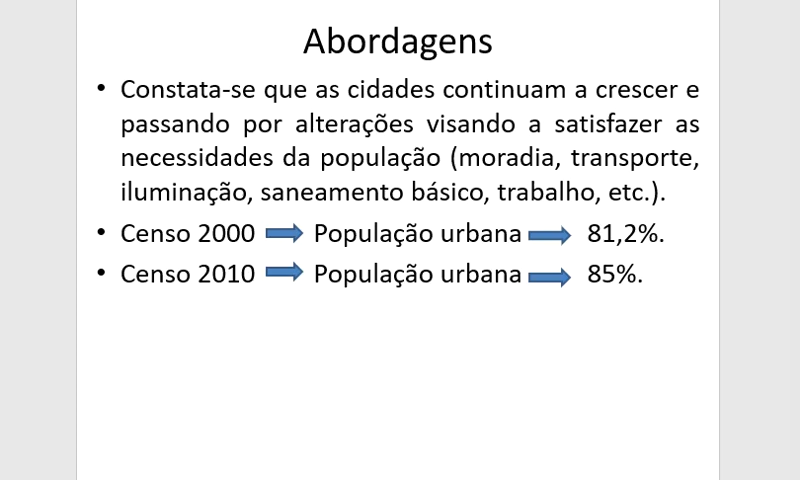 Abordagens
• Constata-se que as cidades continuam a crescer e
passando por alterações visando a satisfazer as
necessidades da população (moradia, transporte,
iluminação, saneamento básico, trabalho, etc.).
• Censo 2000 População urbana 81,2%.
• Censo 2010 População urbana 85%.